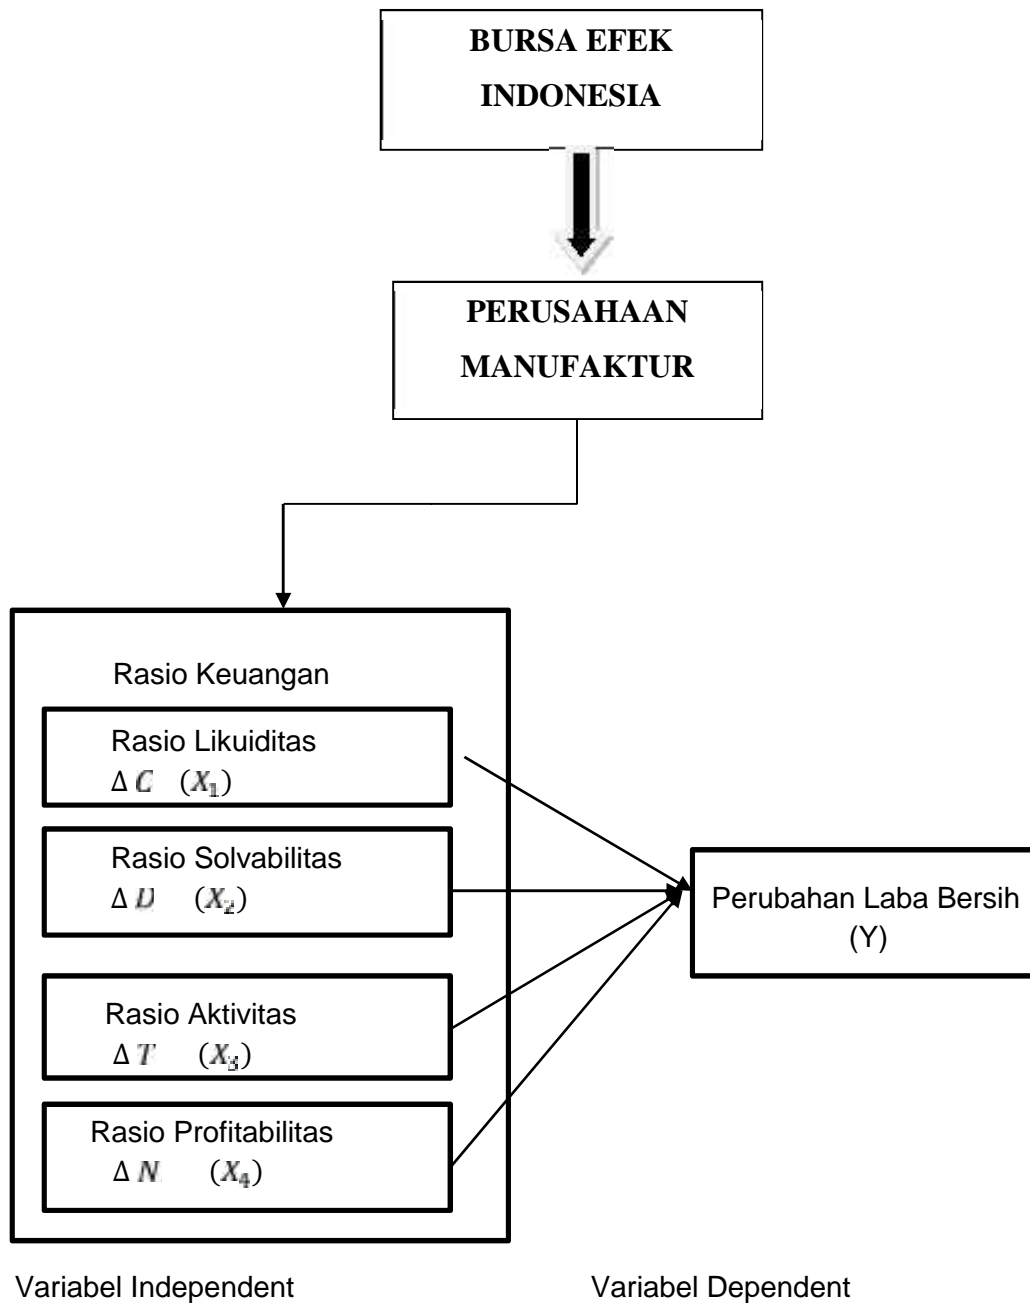 BURSA EFEK
INDONESIA
PERUSAHAAN
MANUFAKTUR
Rasio Keuangan
Rasio Likuiditas
Δ C (X₁)
Rasio Solvabilitas
Δ D (X₂)
Perubahan Laba Bersih
(Y)
Rasio Aktivitas
Δ T (X₃)
Rasio Profitabilitas
Δ N (X₄)
Variabel Independent
Variabel Dependent